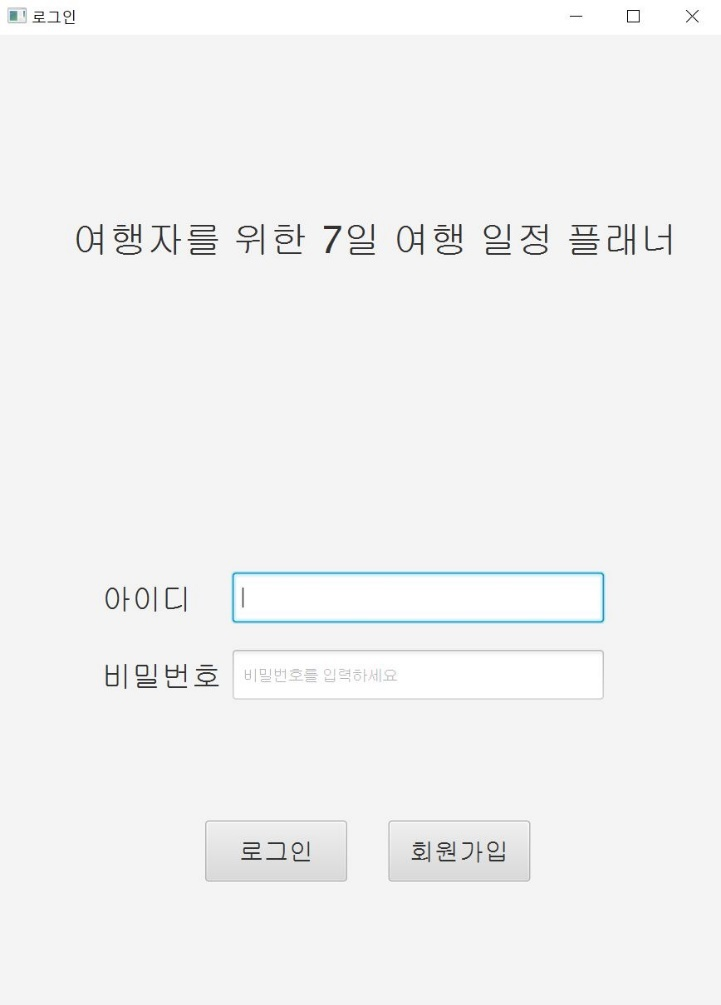 로그인
여행자를 위한 7일 여행 일정 플래너
아이디
비밀번호 비밀번호를 입력하세요
로그인 회원가입